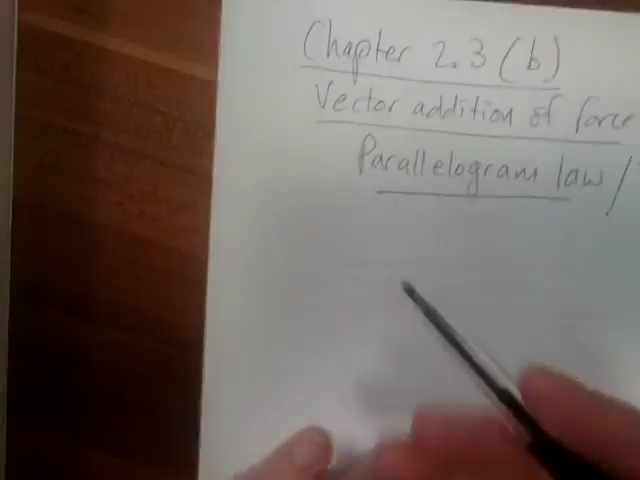 Chapter 2.3 (b)
Vector addition of force
Parallelogram law /